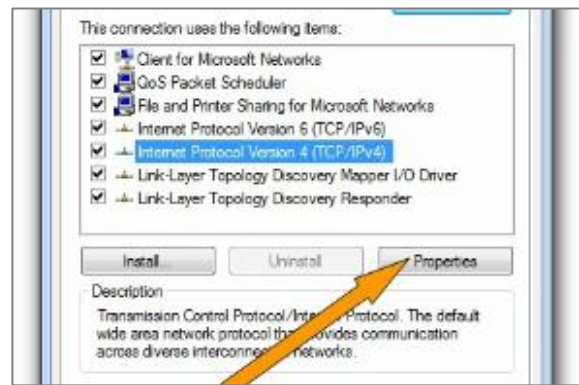 This connection uses the following items:
Client for Microsoft Networks
QoS Packet Scheduler
File and Printer Sharing for Microsoft Networks
Internet Protocol Version 6 (TCP/IPv6)
Internet Protocol Version 4 (TCP/IPv4)
Link-Layer Topology Discovery Mapper I/O Driver
Link-Layer Topology Discovery Responder
Install... Uninstall Properties
Description
Transmission Control Protocol/Internet Protocol. The default
wide area network protocol that provides communication
across diverse interconnected networks.